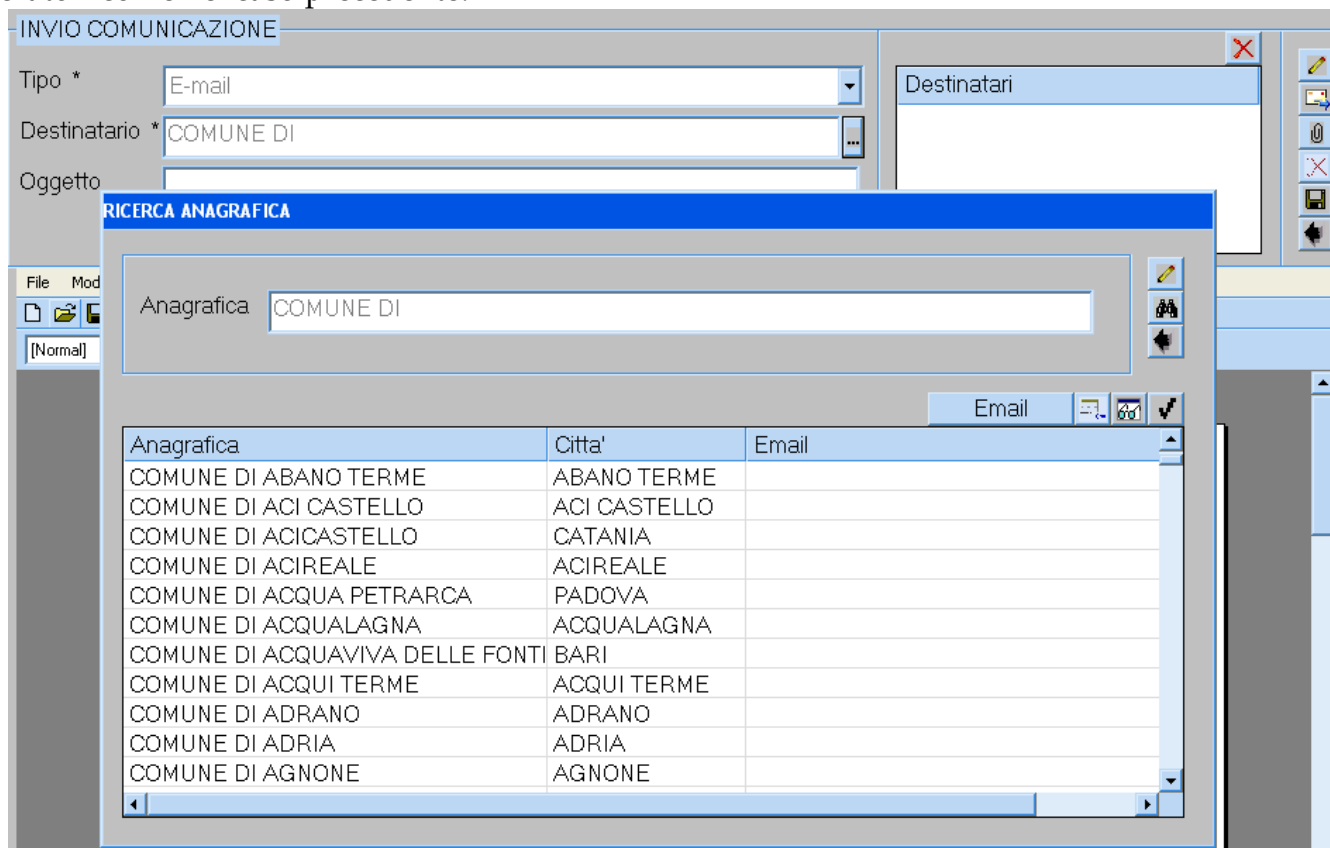 INVIO COMUNICAZIONE
Tipo * E-mail
Destinatari
Destinatario * COMUNE DI ...
Oggetto
RICERCA ANAGRAFICA
File Mod
Anagrafica COMUNE DI
[Normal]
Email
Anagrafica Citta' Email
COMUNE DI ABANO TERME ABANO TERME
COMUNE DI ACI CASTELLO ACI CASTELLO
COMUNE DI ACICASTELLO CATANIA
COMUNE DI ACIREALE ACIREALE
COMUNE DI ACQUA PETRARCA PADOVA
COMUNE DI ACQUALAGNA ACQUALAGNA
COMUNE DI ACQUAVIVA DELLE FONTI BARI
COMUNE DI ACQUI TERME ACQUI TERME
COMUNE DI ADRANO ADRANO
COMUNE DI ADRIA ADRIA
COMUNE DI AGNONE AGNONE